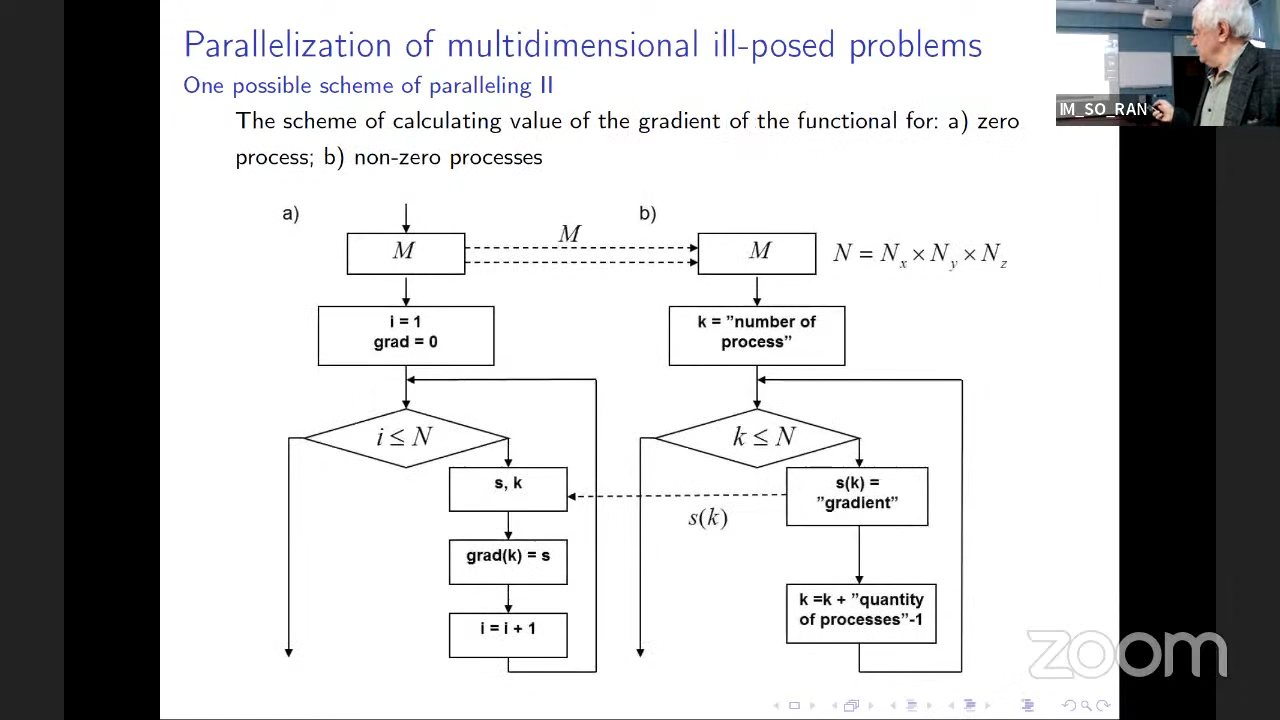 Parallelization of multidimensional ill-posed problems
One possible scheme of paralleling II
The scheme of calculating value of the gradient of the functional for: a) zero
process; b) non-zero processes
IM_SO_RAN
a)
M
M
b)
M
N = N_x × N_y × N_z
i = 1
grad = 0
k = ”number of
process”
i ≤ N
k ≤ N
s, k
s(k)
s(k) =
”gradient”
grad(k) = s
i = i + 1
k =k + ”quantity
of processes”-1
zoom